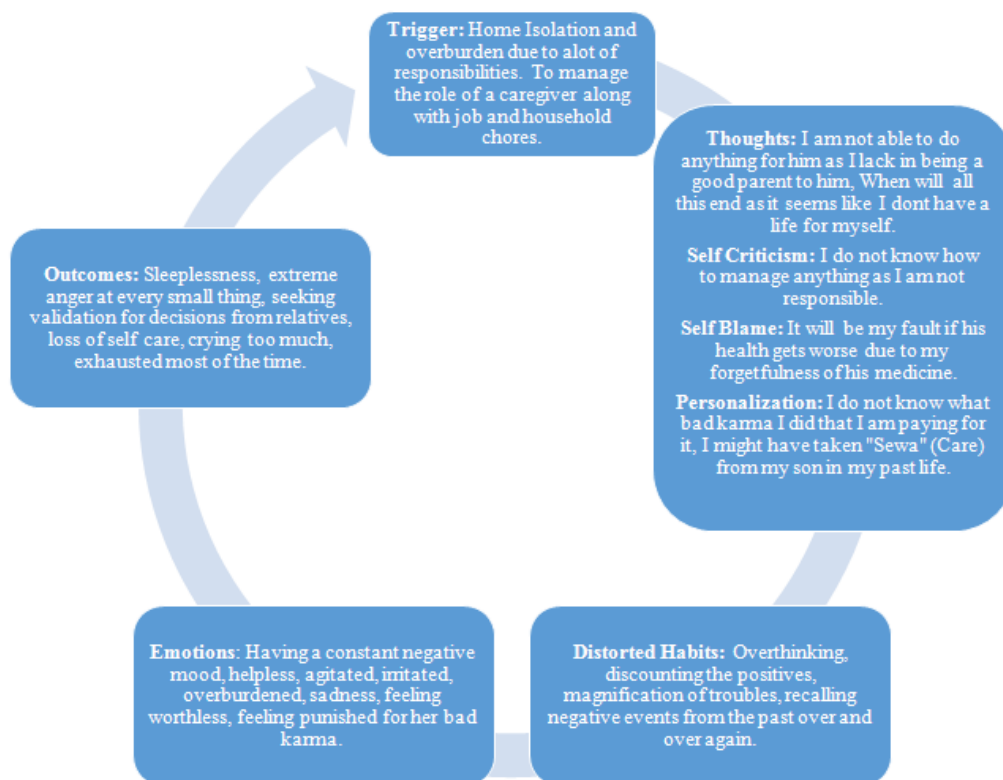 Trigger: Home Isolation and
overburden due to alot of
responsibilities. To manage
the role of a caregiver along
with job and household
chores.
Thoughts: I am not able to do
anything for him as I lack in being a
good parent to him, When will all
this end as it seems like I dont have a
life for myself.
Self Criticism: I do not know how
to manage anything as I am not
responsible.
Self Blame: It will be my fault if his
health gets worse due to my
forgetfulness of his medicine.
Personalization: I do not know what
bad karma I did that I am paying for
it, I might have taken "Sewa" (Care)
from my son in my past life.
Distorted Habits: Overthinking,
discounting the positives,
magnification of troubles, recalling
negative events from the past over and
over again.
Emotions: Having a constant negative
mood, helpless, agitated, irritated,
overburdened, sadness, feeling
worthless, feeling punished for her bad
karma.
Outcomes: Sleeplessness, extreme
anger at every small thing, seeking
validation for decisions from relatives,
loss of self care, crying too much,
exhausted most of the time.